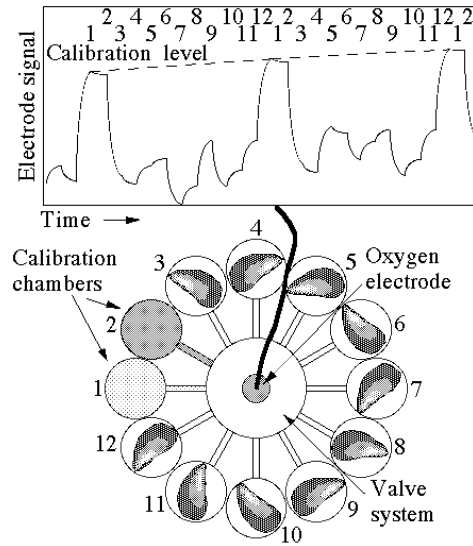 2 4 6 8 10 12 2 4 6 8 10 12 2
1 3 5 7 9 11 1 3 5 7 9 11 1
Calibration level
Electrode signal
Time
Calibration
chambers
Oxygen
electrode
4
3
5
2
6
1
7
12
8
11
9
10
Valve
system